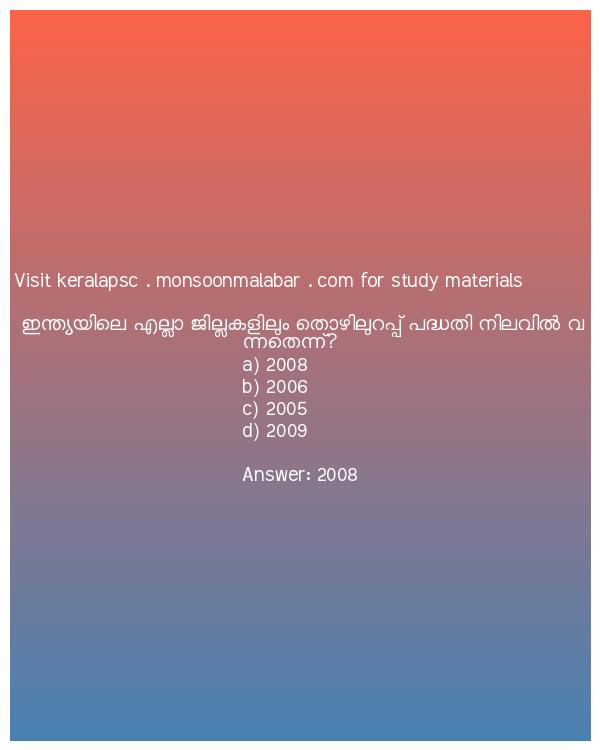 Visit keralapsc . monsoonmalabar . com for study materials
ഇന്ത്യയിലെ എല്ലാ ജില്ലകളിലും തൊഴിലുറപ്പ് പദ്ധതി നിലവിൽ വ
ന്നതെന്ന്?
a) 2008
b) 2006
c) 2005
d) 2009
Answer: 2008